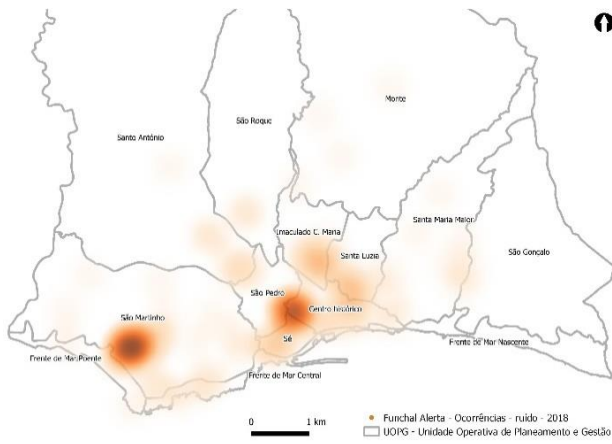 Monte
São Roque
Santo António
Santa Maria Maior
Imaculado C. Maria
São Gonçalo
Santa Luzia
São Pedro
Centro histórico
São Martinho
Sé
Frente de Mar Nascente
Frente de Mar Poente
Frente de Mar Central
0 1 km
Funchal Alerta - Ocorrências - ruido - 2018
UOPG - Unidade Operativa de Planeamento e Gestão